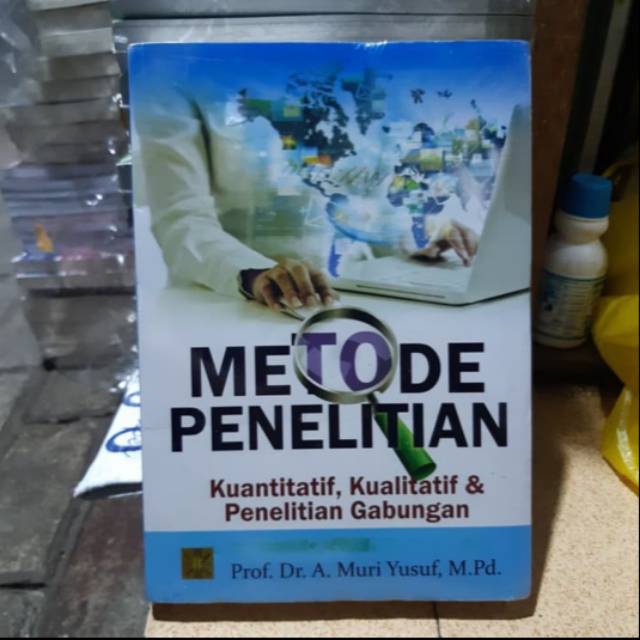 METODE
PENELITIAN
Kuantitatif, Kualitatif &
Penelitian Gabungan
Prof. Dr. A. Muri Yusuf, M.Pd.